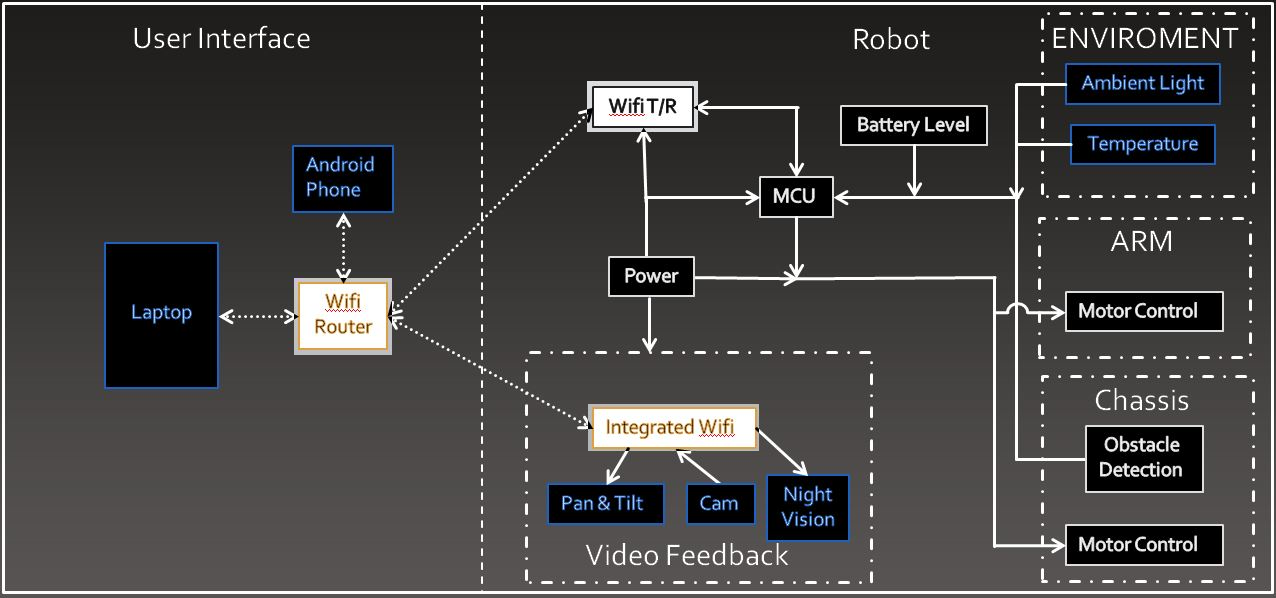 User Interface
Robot
ENVIROMENT
Ambient Light
Temperature
Wifi T/R
Battery Level
MCU
Android
Phone
Laptop
Wifi
Router
Power
ARM
Motor Control
Chassis
Obstacle
Detection
Motor Control
Integrated Wifi
Pan & Tilt
Cam
Night
Vision
Video Feedback